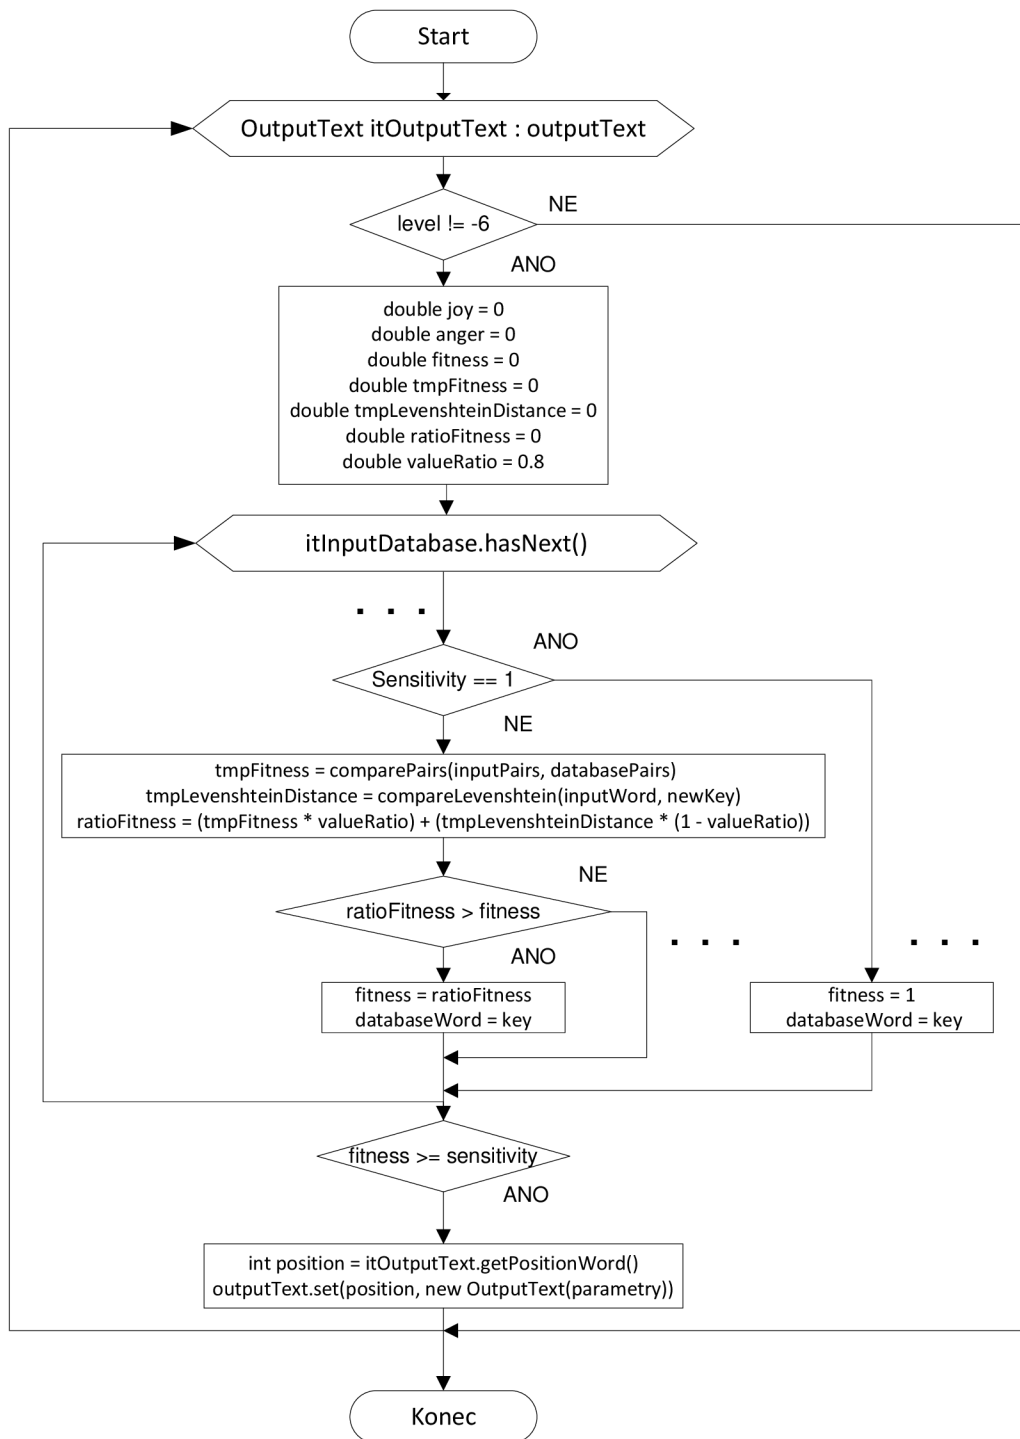 Start
OutputText itOutputText : outputText
NE
level != -6
ANO
double joy = 0
double anger = 0
double fitness = 0
double tmpFitness = 0
double tmpLevenshteinDistance = 0
double ratioFitness = 0
double valueRatio = 0.8
itInputDatabase.hasNext()
. . .
ANO
Sensitivity == 1
NE
tmpFitness = comparePairs(inputPairs, databasePairs)
tmpLevenshteinDistance = compareLevenshtein(inputWord, newKey)
ratioFitness = (tmpFitness * valueRatio) + (tmpLevenshteinDistance * (1 - valueRatio))
NE
ratioFitness > fitness
. . .
. . .
ANO
fitness = ratioFitness
databaseWord = key
fitness = 1
databaseWord = key
fitness >= sensitivity
ANO
int position = itOutputText.getPositionWord()
outputText.set(position, new OutputText(parametry))
Konec